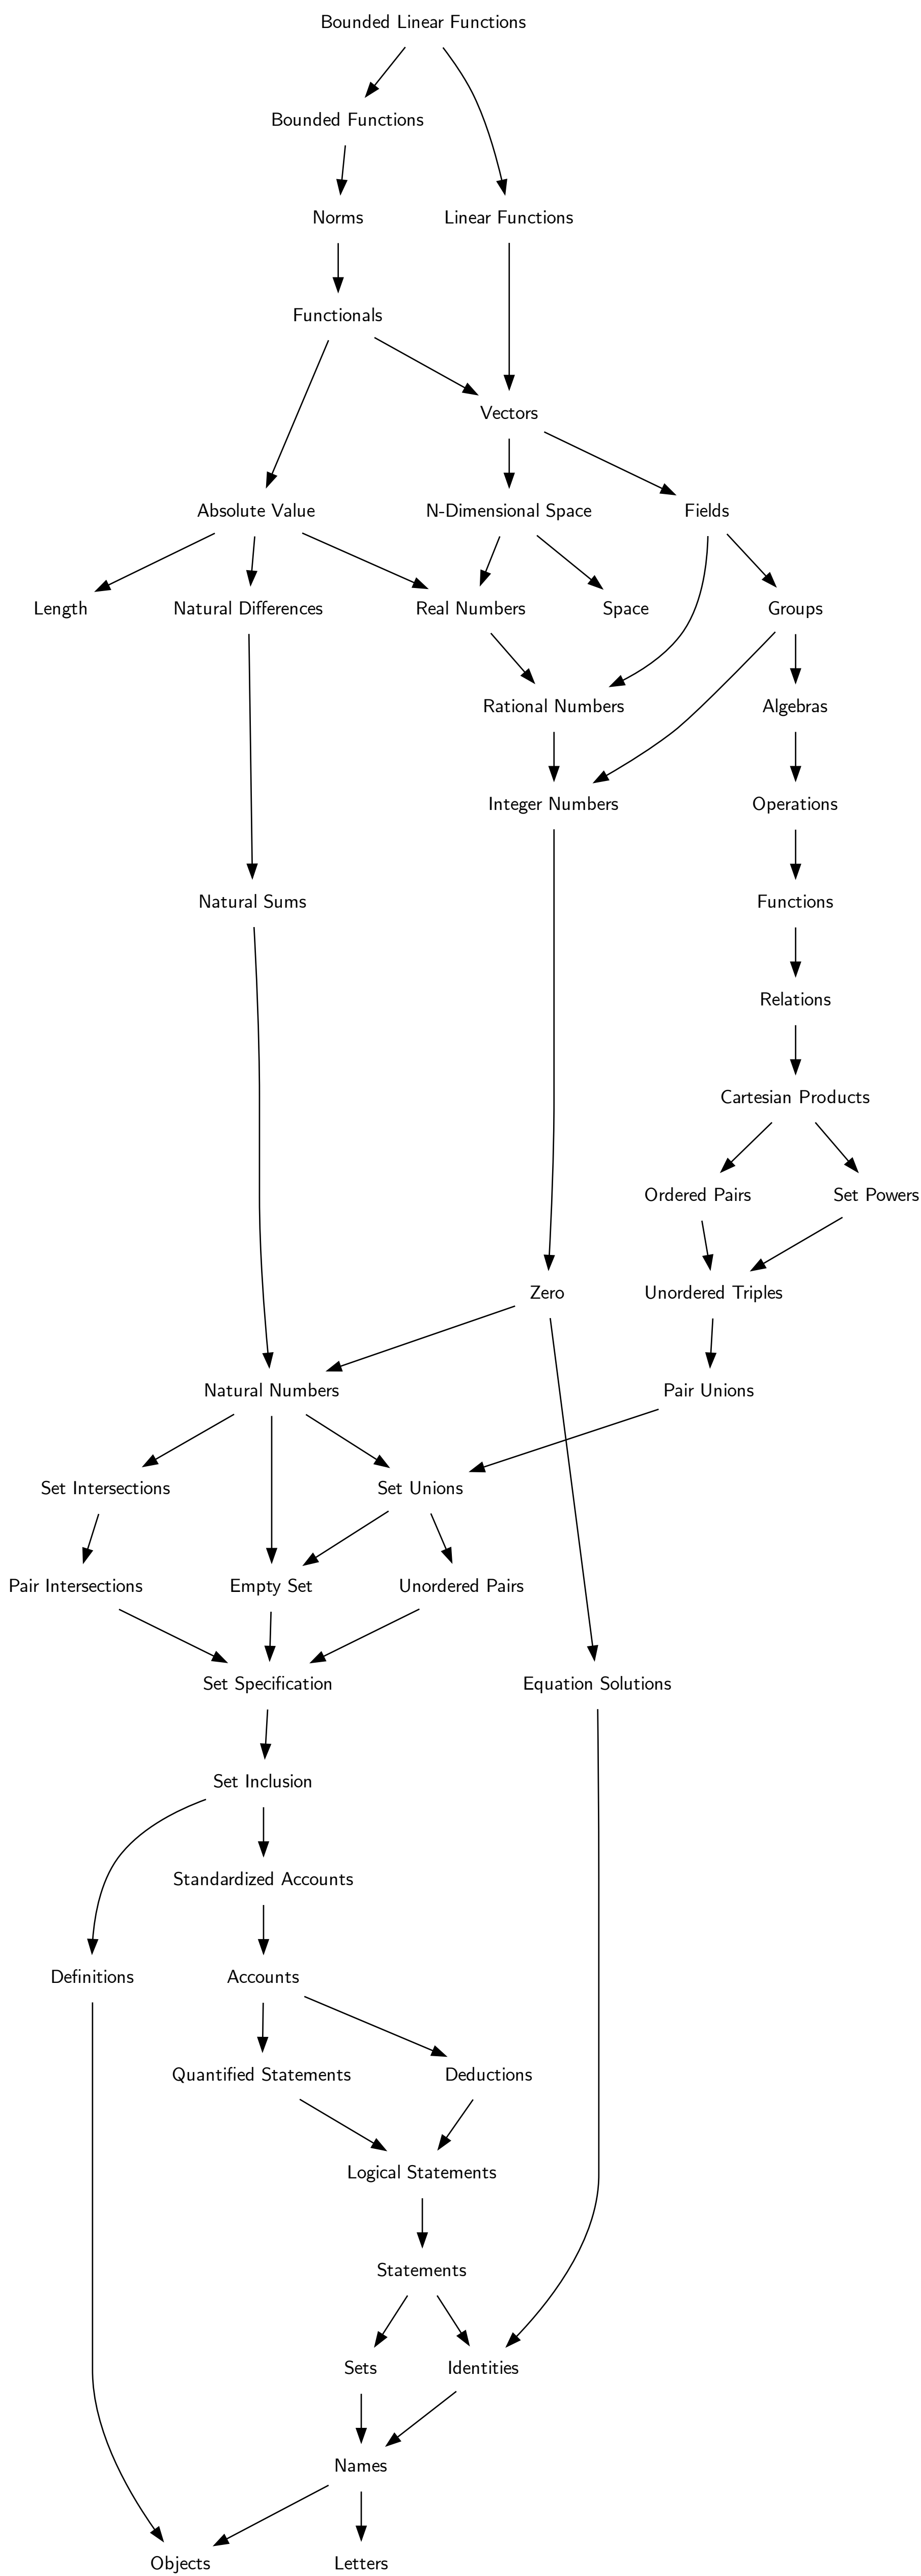 Bounded Linear Functions
Bounded Functions
Norms
Linear Functions
Functionals
Vectors
Absolute Value
N-Dimensional Space
Fields
Length
Natural Differences
Real Numbers
Space
Groups
Rational Numbers
Algebras
Integer Numbers
Operations
Natural Sums
Functions
Relations
Cartesian Products
Ordered Pairs
Set Powers
Zero
Unordered Triples
Natural Numbers
Pair Unions
Set Intersections
Set Unions
Pair Intersections
Empty Set
Unordered Pairs
Set Specification
Equation Solutions
Set Inclusion
Standardized Accounts
Definitions
Accounts
Quantified Statements
Deductions
Logical Statements
Statements
Sets
Identities
Names
Objects
Letters